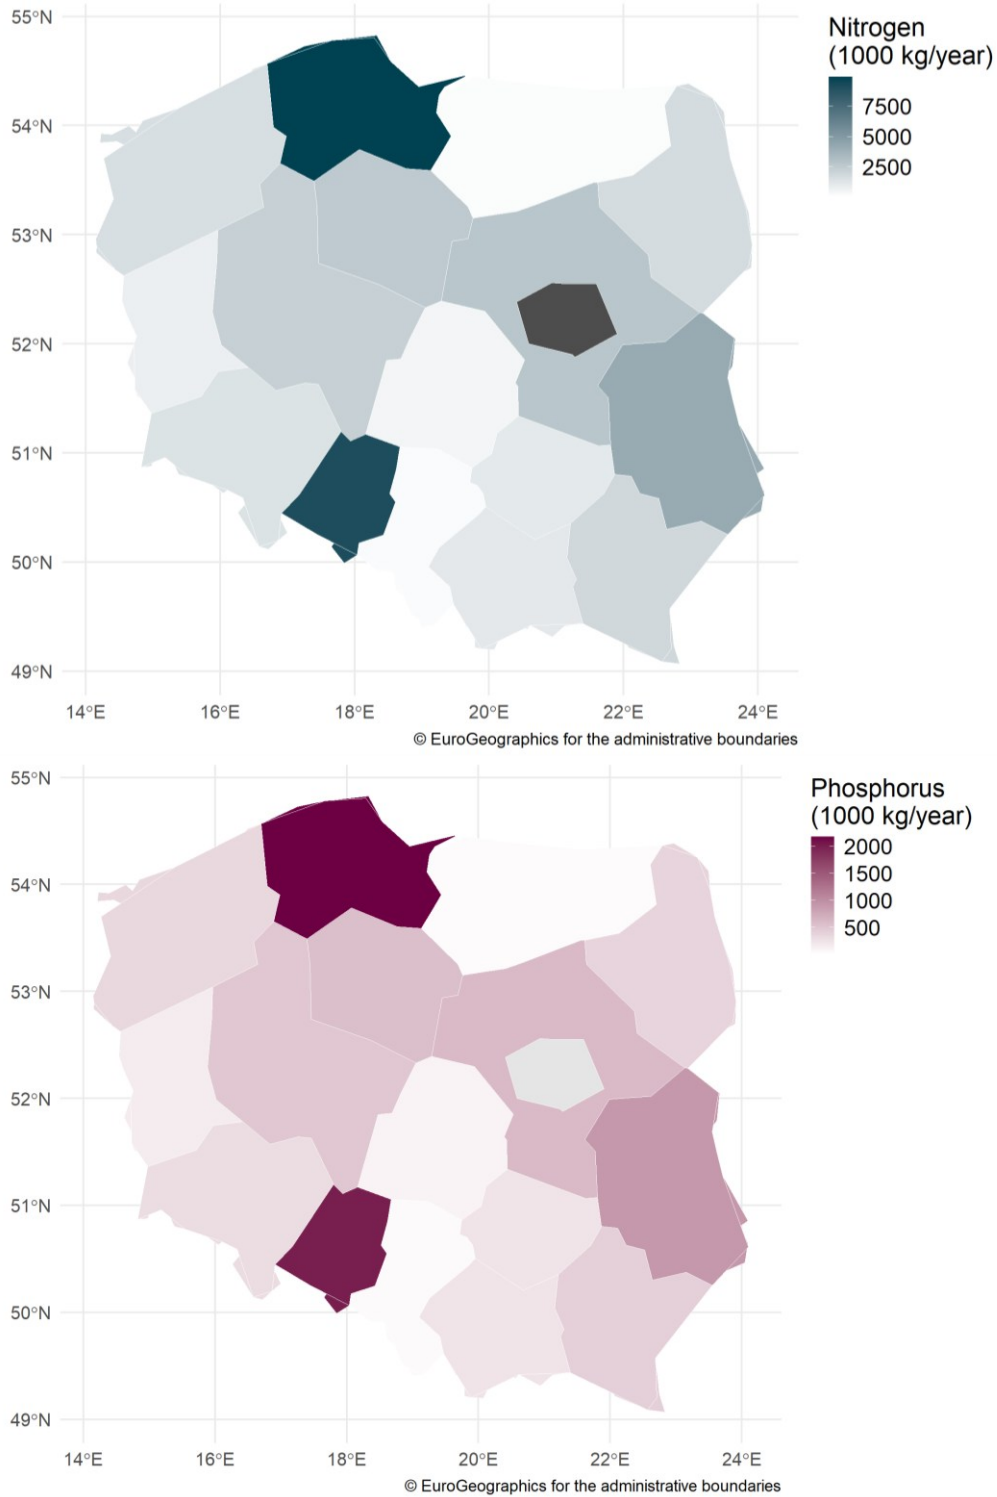 55°N
54°N
53°N
52°N
51°N
50°N
49°N
14°E 16°E 18°E 20°E 22°E 24°E
© EuroGeographics for the administrative boundaries
Nitrogen
(1000 kg/year)
7500
5000
2500
55°N
54°N
53°N
52°N
51°N
50°N
49°N
14°E 16°E 18°E 20°E 22°E 24°E
© EuroGeographics for the administrative boundaries
Phosphorus
(1000 kg/year)
2000
1500
1000
500